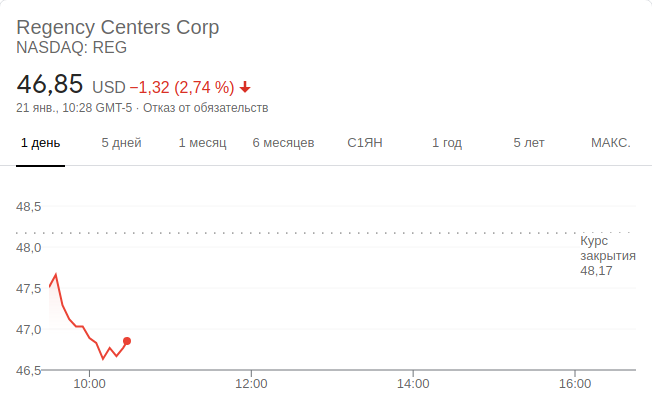 Regency Centers Corp
NASDAQ: REG
46,85 USD −1,32 (2,74 %)
21 янв., 10:28 GMT-5 · Отказ от обязательств
1 день 5 дней 1 месяц 6 месяцев С1ЯН 1 год 5 лет МАКС.
48,5
48,0
Курс
закрытия
48,17
47,5
47,0
46,5
10:00 12:00 14:00 16:00